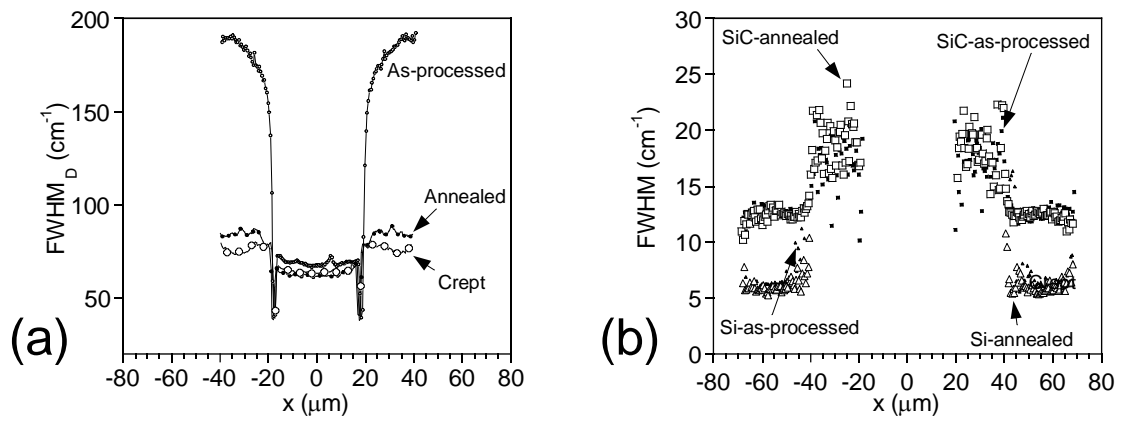 200
150
100
50
FWHM_D (cm⁻¹)
As-processed
Annealed
Crept
(a)
-80 -60 -40 -20 0 20 40 60 80
x (μm)
30
25
20
15
10
5
0
FWHM (cm⁻¹)
SiC-annealed
SiC-as-processed
Si-as-processed
Si-annealed
(b)
-80 -60 -40 -20 0 20 40 60 80
x (μm)